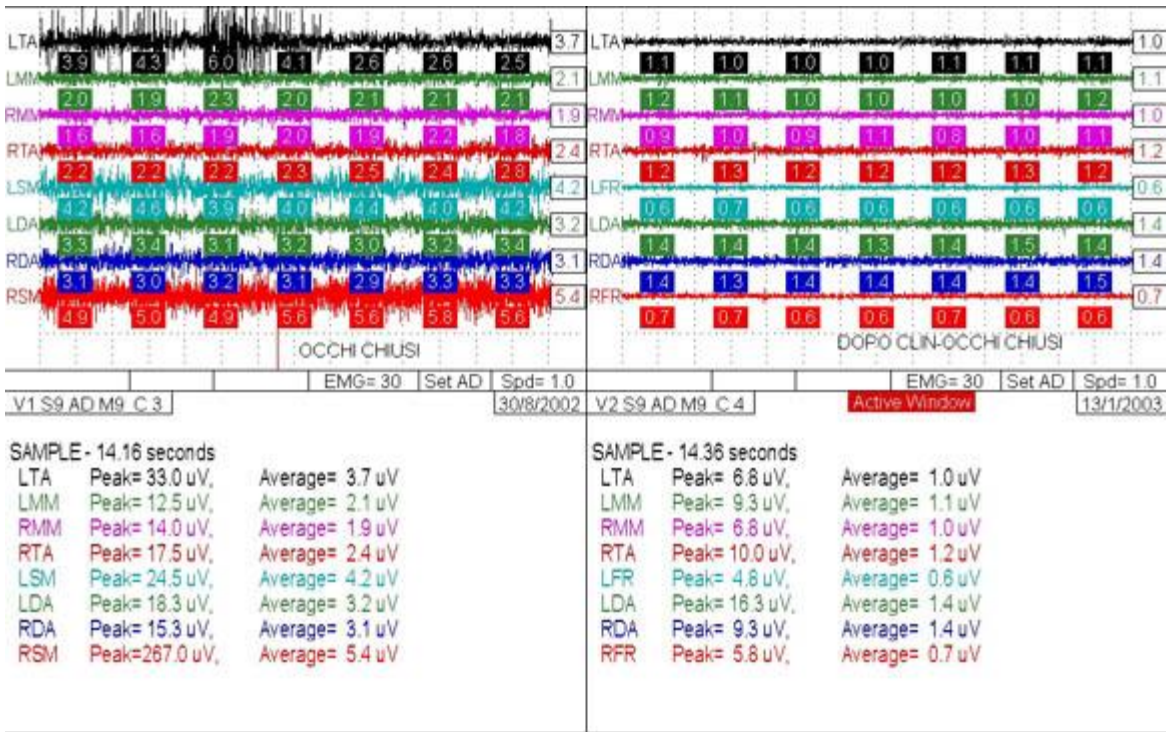 LTA 3.7
3.9 4.3 6.0 4.1 2.6 2.6 2.5
LMM 2.1
2.0 1.9 2.3 2.0 2.1 2.1 2.1
RMM 1.9
1.6 1.6 1.9 2.0 1.9 2.2 1.8
RTA 2.4
2.2 2.2 2.2 2.3 2.5 2.4 2.8
LSM 4.2
4.2 4.6 3.9 4.0 4.4 4.0 4.2
LDA 3.2
3.3 3.4 3.1 3.2 3.0 3.2 3.4
RDA 3.1
3.1 3.0 3.2 3.1 2.9 3.3 3.3
RSM 5.4
4.9 5.0 4.9 5.6 5.6 5.8 5.6
OCCHI CHIUSI
EMG= 30 Set AD Spd= 1.0
V1 S9 AD M9 C 3 30/8/2002
SAMPLE - 14.16 seconds
LTA Peak= 33.0 uV, Average= 3.7 uV
LMM Peak= 12.5 uV, Average= 2.1 uV
RMM Peak= 14.0 uV, Average= 1.9 uV
RTA Peak= 17.5 uV, Average= 2.4 uV
LSM Peak= 24.5 uV, Average= 4.2 uV
LDA Peak= 18.3 uV, Average= 3.2 uV
RDA Peak= 15.3 uV, Average= 3.1 uV
RSM Peak=267.0 uV, Average= 5.4 uV
LTA 1.0
1.1 1.0 1.0 1.0 1.1 1.1 1.1
LMM 1.1
1.2 1.1 1.0 1.0 1.0 1.0 1.2
RMM 1.0
0.9 1.0 0.9 1.1 0.8 1.0 1.1
RTA 1.2
1.2 1.3 1.2 1.2 1.2 1.3 1.2
LFR 0.6
0.6 0.7 0.6 0.6 0.6 0.6 0.6
LDA 1.4
1.4 1.4 1.4 1.3 1.4 1.5 1.4
RDA 1.4
1.4 1.3 1.4 1.4 1.4 1.4 1.5
RFR 0.7
0.7 0.7 0.6 0.6 0.7 0.6 0.6
DOPO CLIN-OCCHI CHIUSI
EMG= 30 Set AD Spd= 1.0
V2 S9 AD M9 C 4 Active Window 13/1/2003
SAMPLE - 14.36 seconds
LTA Peak= 6.8 uV, Average= 1.0 uV
LMM Peak= 9.3 uV, Average= 1.1 uV
RMM Peak= 6.8 uV, Average= 1.0 uV
RTA Peak= 10.0 uV, Average= 1.2 uV
LFR Peak= 4.8 uV, Average= 0.6 uV
LDA Peak= 16.3 uV, Average= 1.4 uV
RDA Peak= 9.3 uV, Average= 1.4 uV
RFR Peak= 5.8 uV, Average= 0.7 uV